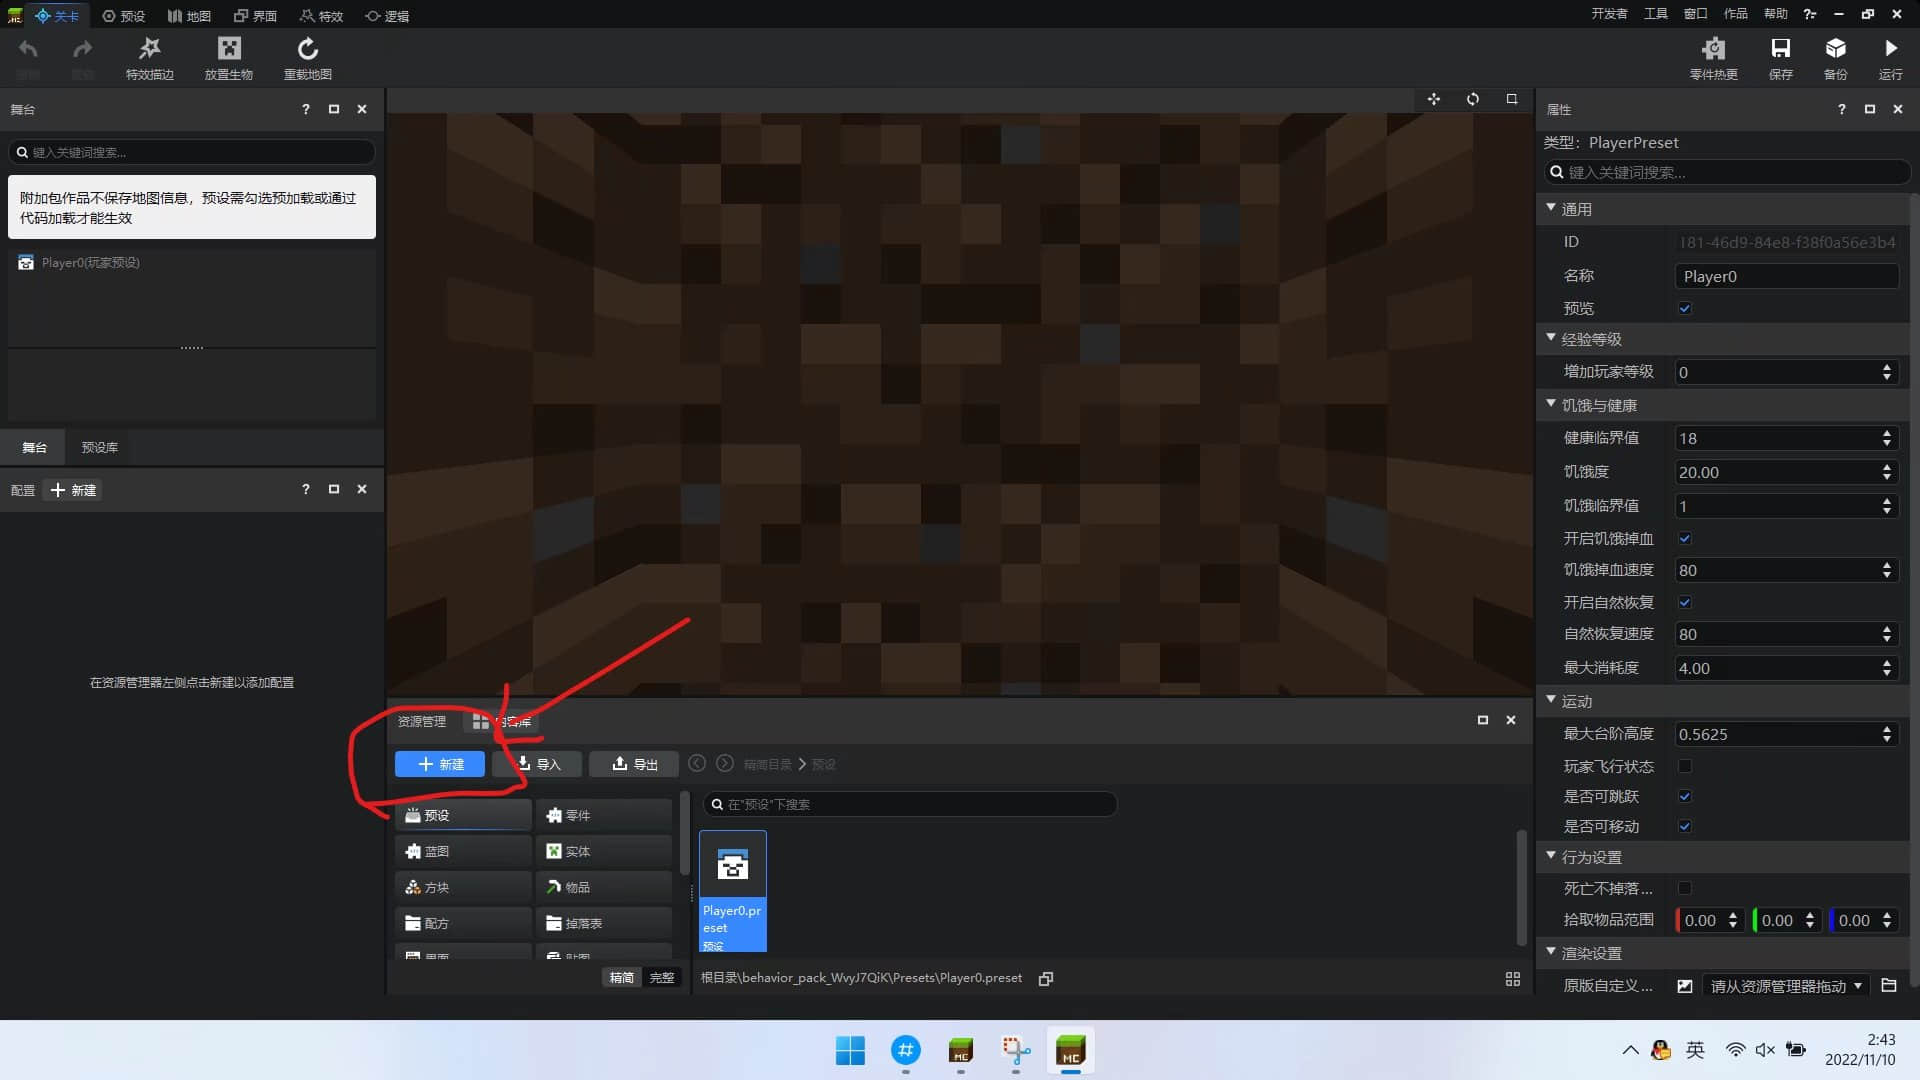 关卡 预设 地图 界面 特效 逻辑
开发者 工具 窗口 作品 帮助
特效描边 放置生物 重载地图
零件热更 保存 备份 运行
舞台
键入关键词搜索...
附加包作品不保存地图信息，预设需勾选预加载或通过
代码加载才能生效
Player0(玩家预设)
舞台 预设库
配置 新建
在资源管理器左侧点击新建以添加配置
资源管理 内容库
新建 导入 导出 精简目录 > 预设
预设 零件
蓝图 实体
方块 物品
配方 掉落表
界面 贴图
精简 完整
在"预设"下搜索
Player0.pr
eset
预设
根目录\behavior_pack_WvyJ7QiK\Presets\Player0.preset
属性
类型: PlayerPreset
键入关键词搜索...
通用
ID 181-46d9-84e8-f38f0a56e3b4
名称 Player0
预览
经验等级
增加玩家等级 0
饥饿与健康
健康临界值 18
饥饿度 20.00
饥饿临界值 1
开启饥饿掉血
饥饿掉血速度 80
开启自然恢复
自然恢复速度 80
最大消耗度 4.00
运动
最大台阶高度 0.5625
玩家飞行状态
是否可跳跃
是否可移动
行为设置
死亡不掉落...
拾取物品范围 0.00 0.00 0.00
渲染设置
原版自定义... 请从资源管理器拖动
MC MC
英
2:43
2022/11/10